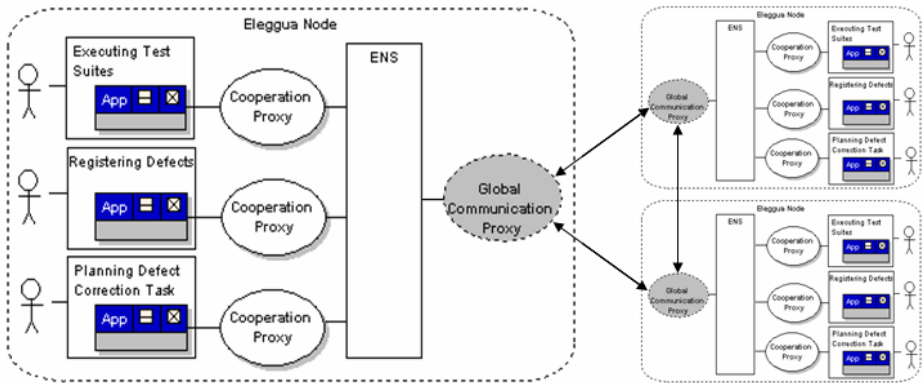 Eleggua Node
Executing Test
Suites
App
Cooperation
Proxy
ENS
Registering Defects
App
Cooperation
Proxy
Global
Communication
Proxy
Planning Defect
Correction Task
App
Cooperation
Proxy
Eleggua Node
ENS
Cooperation
Proxy
Executing Test
Suites
App
Global
Communication
Proxy
Cooperation
Proxy
Registering Defects
App
Cooperation
Proxy
Planning Defect
Correction Task
App
Eleggua Node
ENS
Cooperation
Proxy
Executing Test
Suites
App
Global
Communication
Proxy
Cooperation
Proxy
Registering Defects
App
Cooperation
Proxy
Planning Defect
Correction Task
App